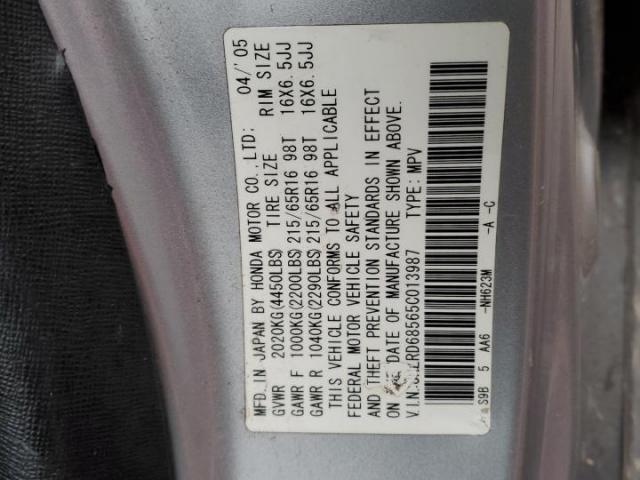 MFD. IN JAPAN BY HONDA MOTOR CO., LTD; 04/'05
GVWR 2020KG(4450LBS) TIRE SIZE RIM SIZE
GAWR F 1000KG(2200LBS) 215/65R16 98T 16X6.5JJ
GAWR R 1040KG(2290LBS) 215/65R16 98T 16X6.5JJ
THIS VEHICLE CONFORMS TO ALL APPLICABLE
FEDERAL MOTOR VEHICLE SAFETY
AND THEFT PREVENTION STANDARDS IN EFFECT
ON THE DATE OF MANUFACTURE SHOWN ABOVE.
V.I.N. TYPE: MPV
S9B 5 AA6 -NH623M -A -C